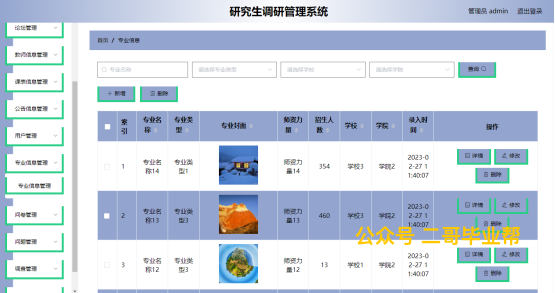 研究生调研管理系统
管理员 admin 退出登录
论坛管理
教师信息管理
课表信息管理
公告信息管理
用户管理
专业信息管理
专业信息管理
问卷管理
问题管理
调查管理
首页 / 专业信息
专业名称 请选择专业类型 请选择学校 请选择学院 查询
+ 新增 删除
索引 专业名称 专业类型 专业封面 师资力量 招生人数 学校 学院 录入时间 操作
1 专业名称14 专业类型1 师资力量14 354 学校3 学院2 2023-02-27 11:40:07 详情 修改 删除
2 专业名称13 专业类型3 师资力量13 460 学校3 学院2 2023-02-27 11:40:07 详情 修改 删除
公众号 二哥毕业帮
3 专业名称12 专业类型3 师资力量12 13 学校1 学院2 2023-02-27 11:40:07 详情 修改 删除